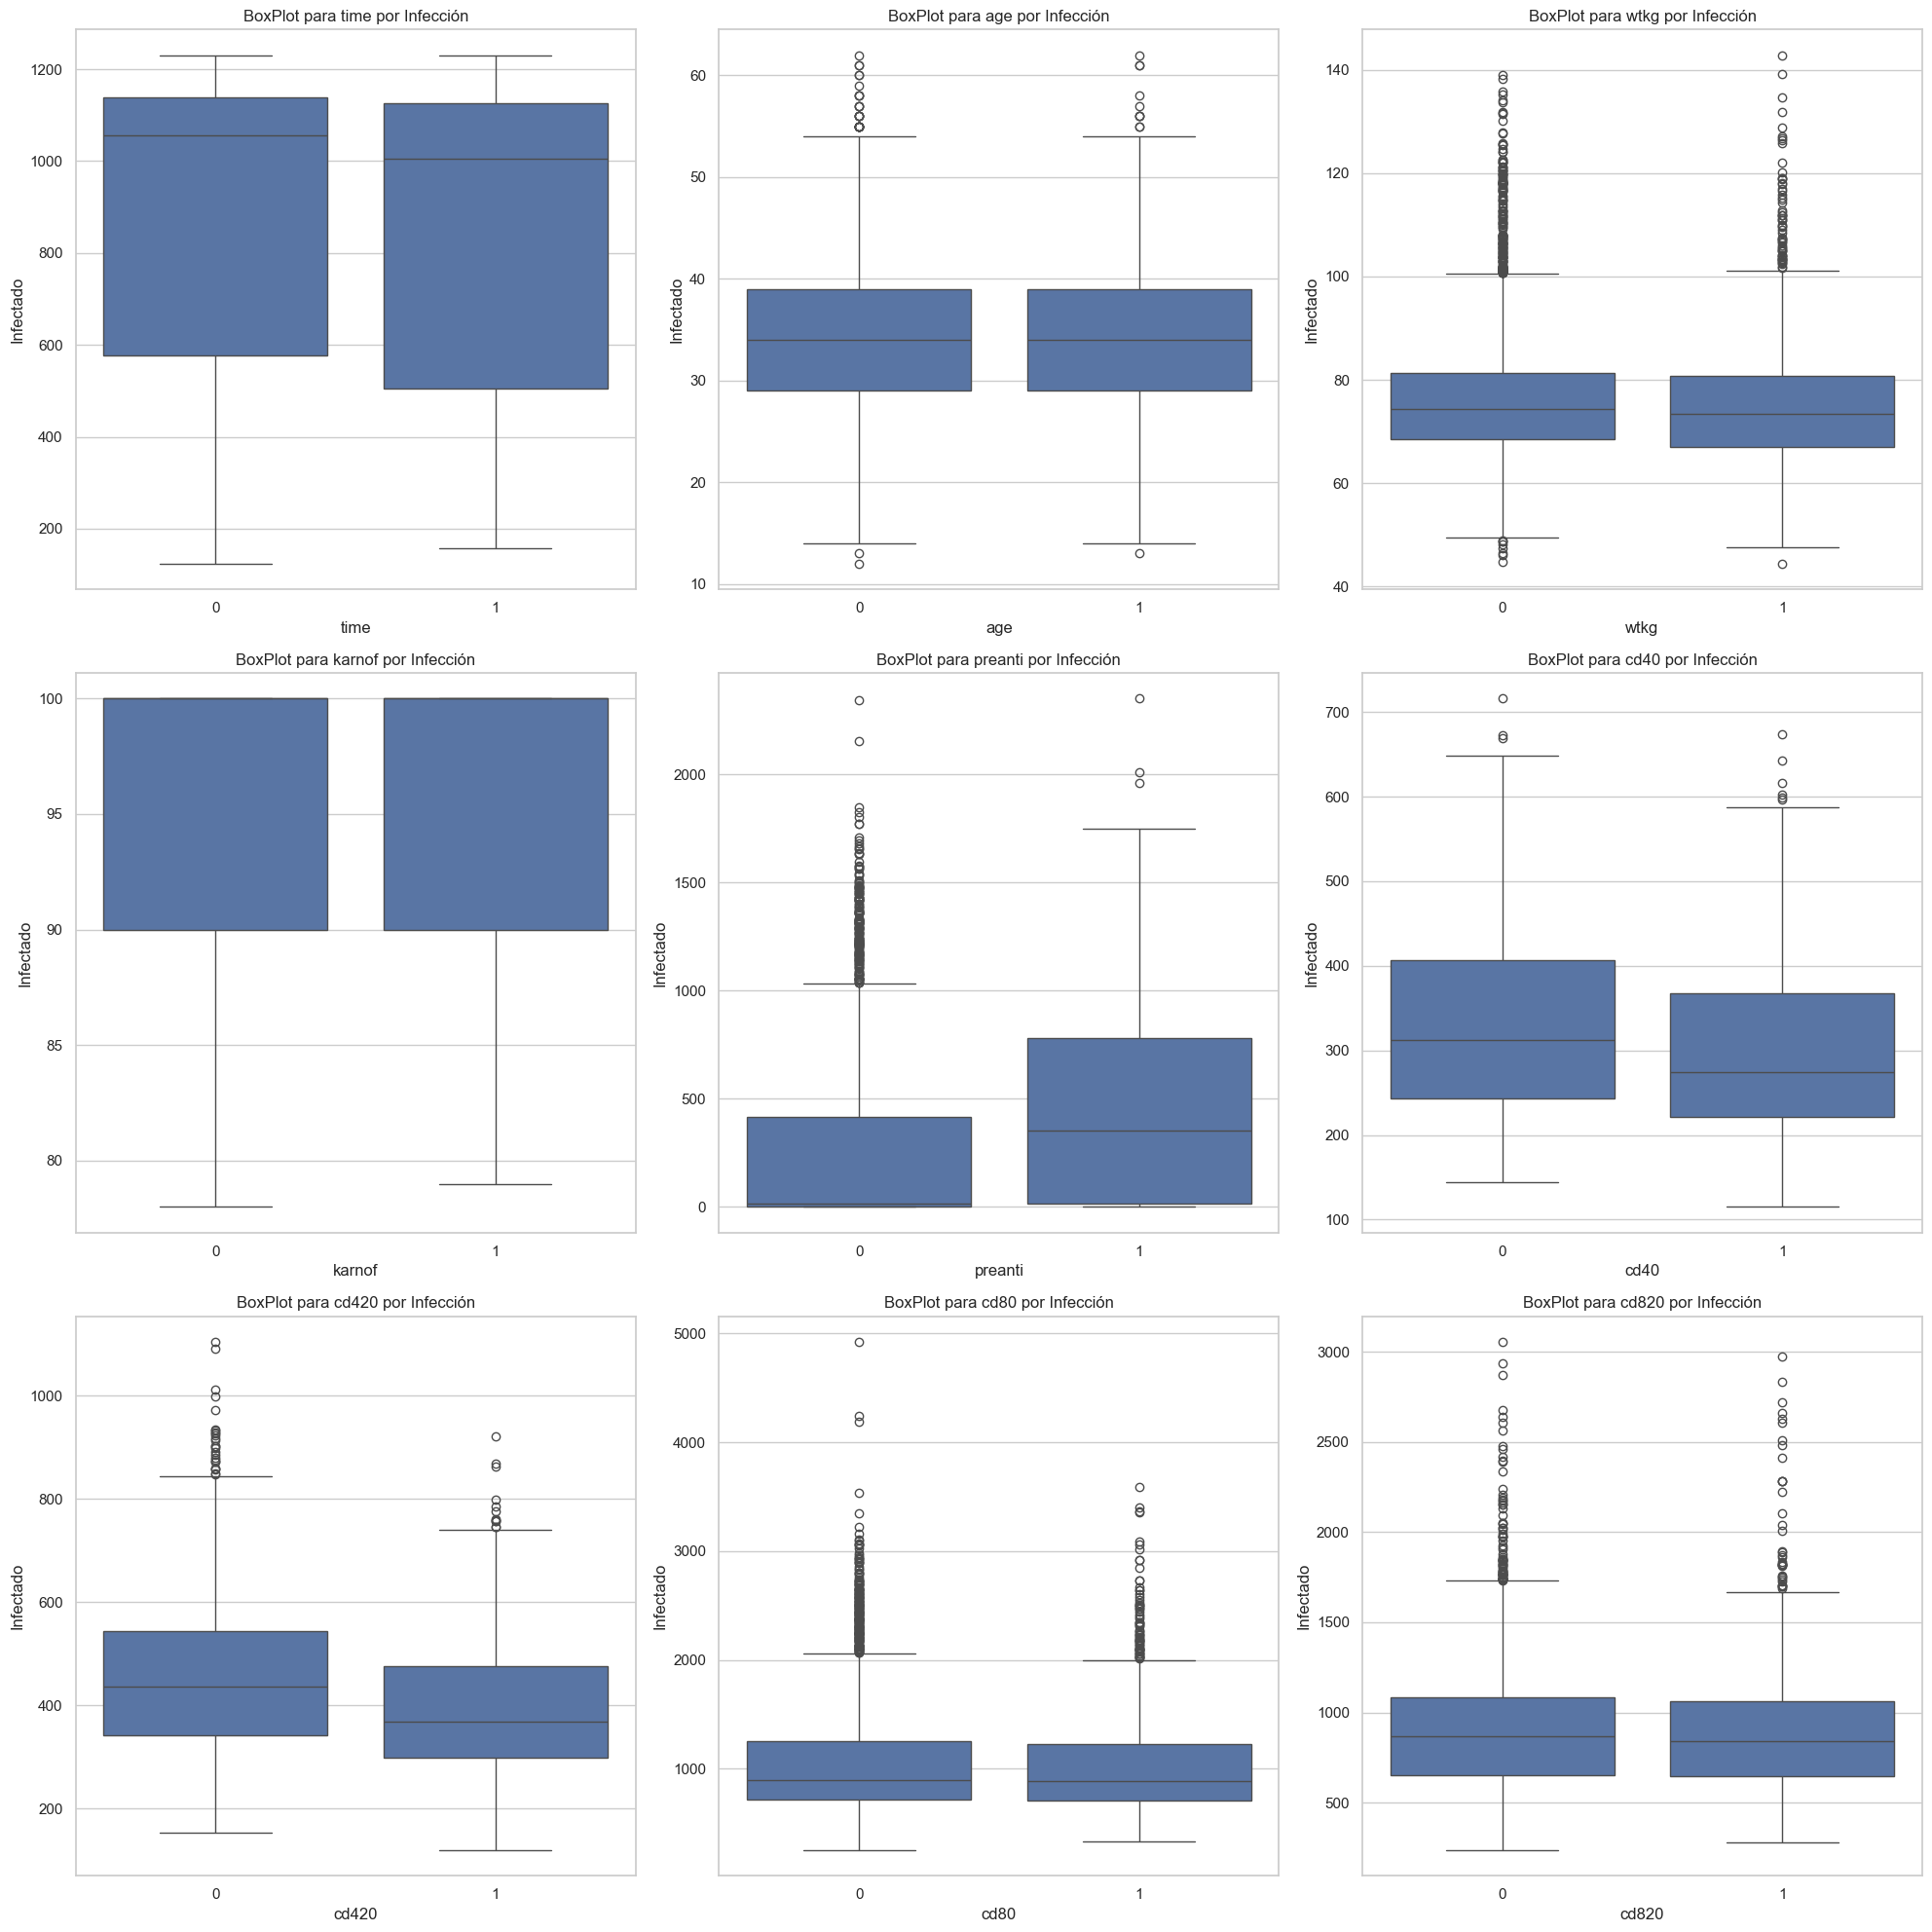 BoxPlot para time por Infección
1200
1000
800
600
400
200
Infectado
0 1
time
BoxPlot para age por Infección
60
50
40
30
20
10
Infectado
0 1
age
BoxPlot para wtkg por Infección
140
120
100
80
60
40
Infectado
0 1
wtkg
BoxPlot para karnof por Infección
100
95
90
85
80
Infectado
0 1
karnof
BoxPlot para preanti por Infección
2000
1500
1000
500
0
Infectado
0 1
preanti
BoxPlot para cd40 por Infección
700
600
500
400
300
200
100
Infectado
0 1
cd40
BoxPlot para cd420 por Infección
1000
800
600
400
200
Infectado
0 1
cd420
BoxPlot para cd80 por Infección
5000
4000
3000
2000
1000
Infectado
0 1
cd80
BoxPlot para cd820 por Infección
3000
2500
2000
1500
1000
500
Infectado
0 1
cd820